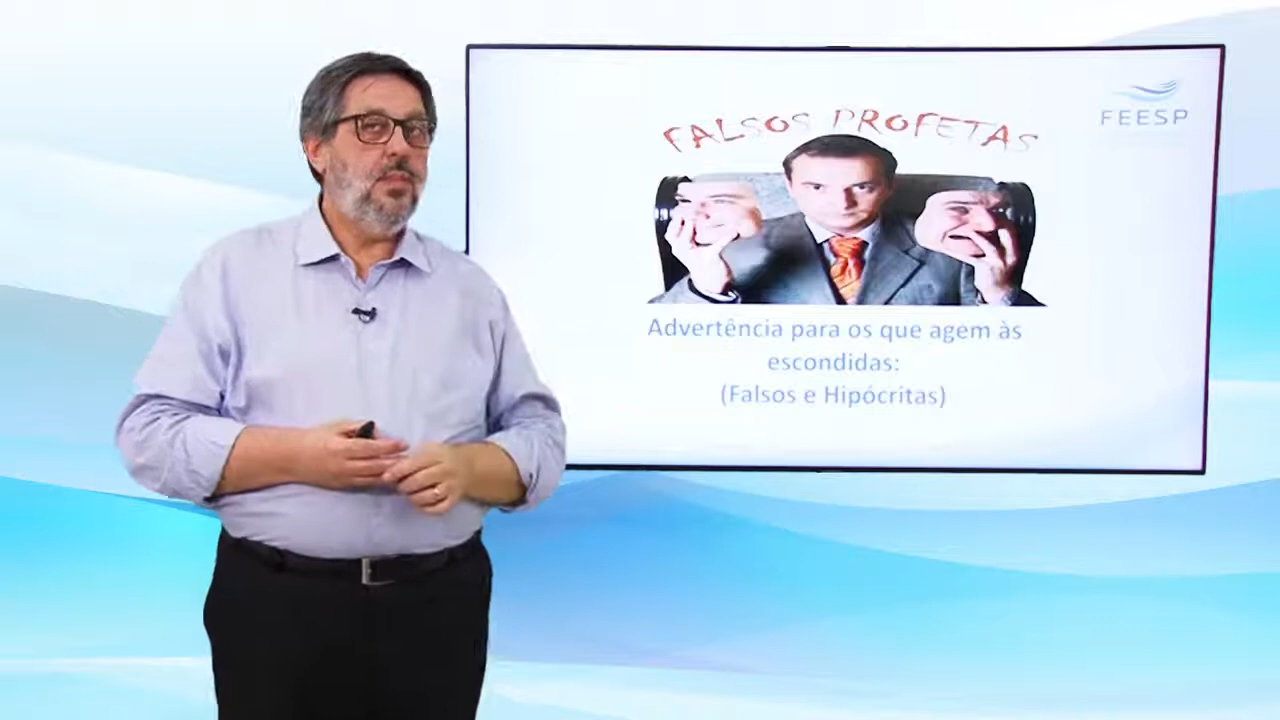 FEESP
FALSOS PROFETAS
Advertência para os que agem às
escondidas:
(Falsos e Hipócritas)